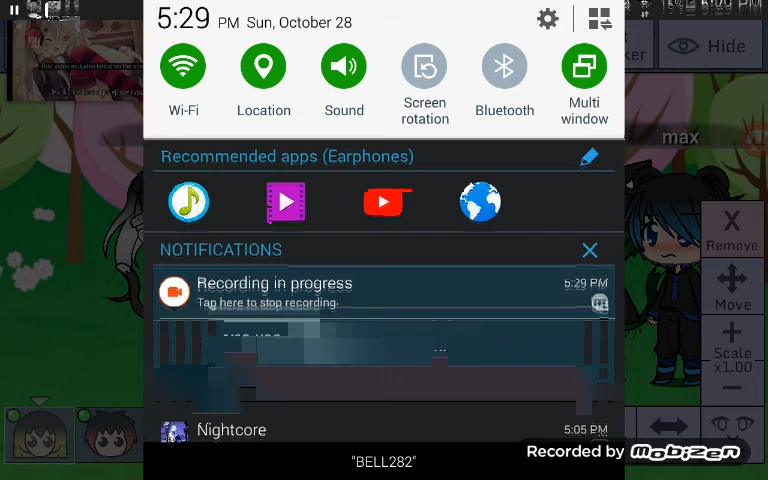 5:29 PM Sun, October 28
Hide
Wi-Fi
Location
Sound
Screen rotation
Bluetooth
Multi window
max
Recommended apps (Earphones)
Remove
NOTIFICATIONS
Recording in progress
5:29 PM
Tap here to stop recording.
Move
Scale
x1.00
Nightcore
5:05 PM
Recorded by Mobizen
"BELL282"